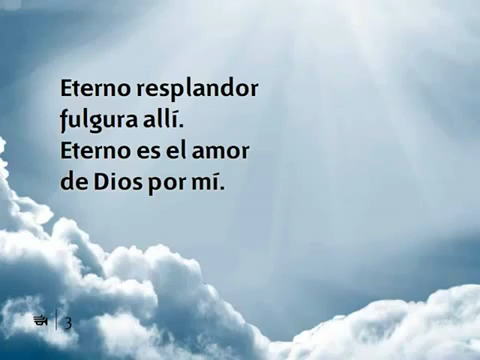 Eterno resplandor
fulgura allí.
Eterno es el amor
de Dios por mí.
3